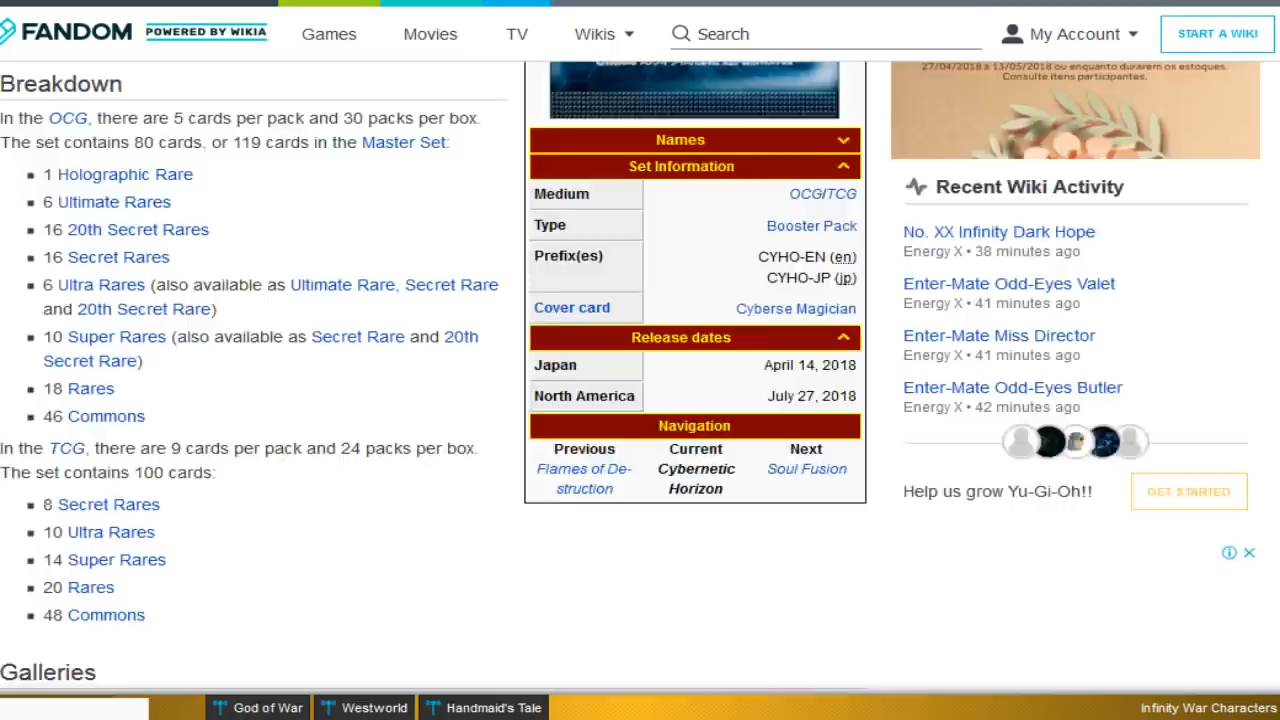 FANDOM POWERED BY WIKIA Games Movies TV Wikis Search My Account START A WIKI
Breakdown
In the OCG, there are 5 cards per pack and 30 packs per box.
The set contains 80 cards, or 119 cards in the Master Set:
1 Holographic Rare
6 Ultimate Rares
16 20th Secret Rares
16 Secret Rares
6 Ultra Rares (also available as Ultimate Rare, Secret Rare
and 20th Secret Rare)
10 Super Rares (also available as Secret Rare and 20th
Secret Rare)
18 Rares
46 Commons
In the TCG, there are 9 cards per pack and 24 packs per box.
The set contains 100 cards:
8 Secret Rares
10 Ultra Rares
14 Super Rares
20 Rares
48 Commons
Galleries
Names
Set Information
Medium OCG/TCG
Type Booster Pack
Prefix(es) CYHO-EN (en)
CYHO-JP (jp)
Cover card Cyberse Magician
Release dates
Japan April 14, 2018
North America July 27, 2018
Navigation
Previous Current Next
Flames of De- Cybernetic Soul Fusion
struction Horizon
27/04/2018 a 13/05/2018 ou enquanto durarem os estoques.
Consulte itens participantes.
Recent Wiki Activity
No. XX Infinity Dark Hope
Energy X • 38 minutes ago
Enter-Mate Odd-Eyes Valet
Energy X • 41 minutes ago
Enter-Mate Miss Director
Energy X • 41 minutes ago
Enter-Mate Odd-Eyes Butler
Energy X • 42 minutes ago
Help us grow Yu-Gi-Oh!! GET STARTED
God of War Westworld Handmaid's Tale Infinity War Characters